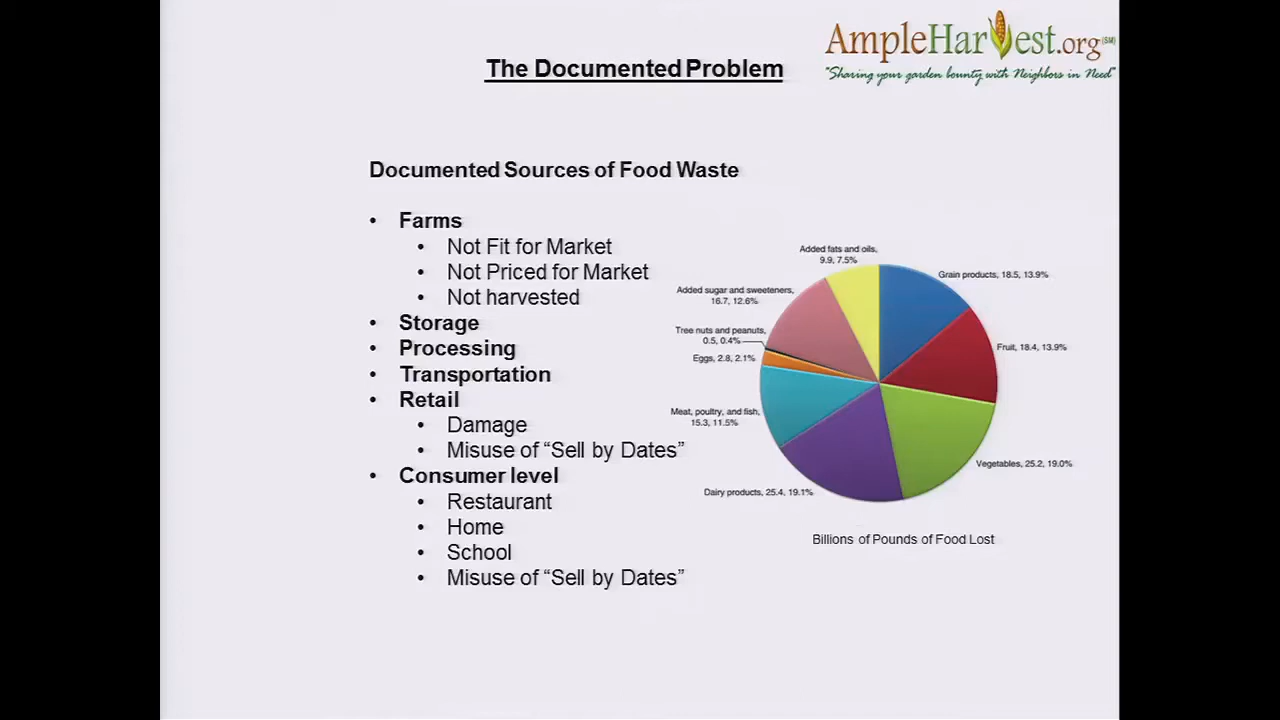 AmpleHarvest.org(SM)
"Sharing your garden bounty with Neighbors in Need"
The Documented Problem
Documented Sources of Food Waste
• Farms
• Not Fit for Market
• Not Priced for Market
• Not harvested
• Storage
• Processing
• Transportation
• Retail
• Damage
• Misuse of “Sell by Dates”
• Consumer level
• Restaurant
• Home
• School
• Misuse of “Sell by Dates”
Added fats and oils,
9.9, 7.5%
Grain products, 18.5, 13.9%
Added sugar and sweeteners,
16.7, 12.6%
Tree nuts and peanuts,
0.5, 0.4%
Fruit, 18.4, 13.9%
Eggs, 2.8, 2.1%
Meat, poultry, and fish,
15.3, 11.5%
Vegetables, 25.2, 19.0%
Dairy products, 25.4, 19.1%
Billions of Pounds of Food Lost